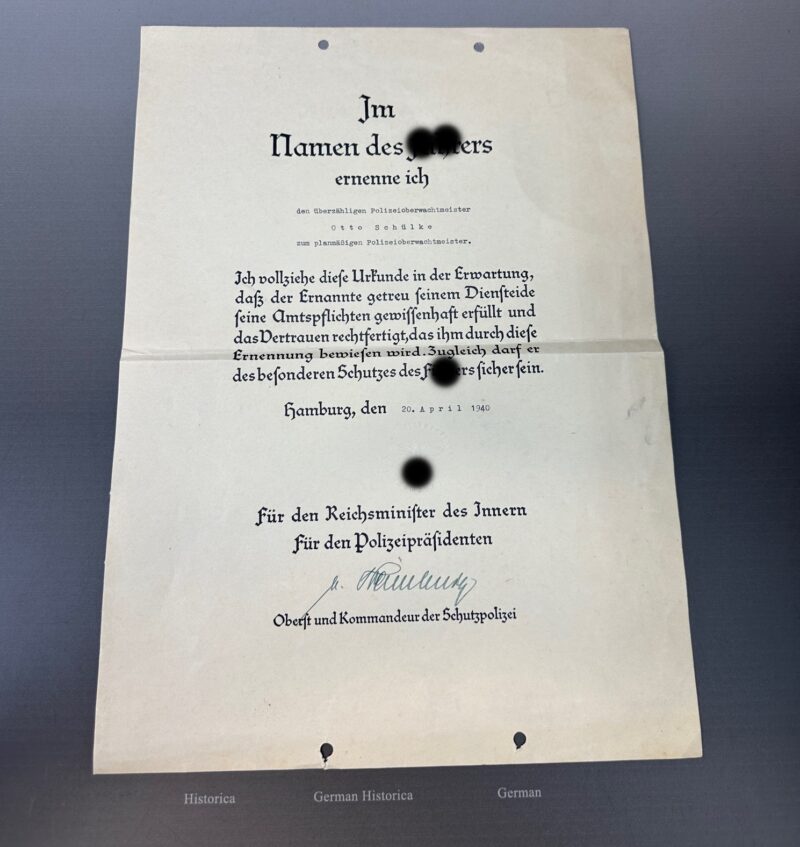 Im
Namen des
ernenne ich
den überzähligen Polizeioberwachtmeister
Otto Schülke
zum planmäßigen Polizeioberwachtmeister.
Ich vollziehe diese Urkunde in der Erwartung,
daß der Ernannte getreu seinem Diensteide
seine Amtspflichten gewissenhaft erfüllt und
das Vertrauen rechtfertigt, das ihm durch diese
Ernennung bewiesen wird. Zugleich darf er
des besonderen Schutzes des sicher sein.
Hamburg, den 20. April 1940
Für den Reichsminister des Innern
Für den Polizeipräsidenten
Oberst und Kommandeur der Schutzpolizei
Historica German Historica German